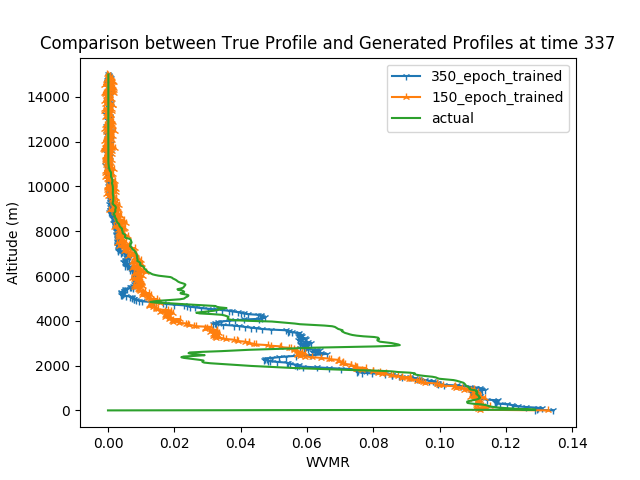 Comparison between True Profile and Generated Profiles at time 337
350_epoch_trained
150_epoch_trained
actual
Altitude (m)
14000
12000
10000
8000
6000
4000
2000
0
0.00 0.02 0.04 0.06 0.08 0.10 0.12 0.14
WVMR